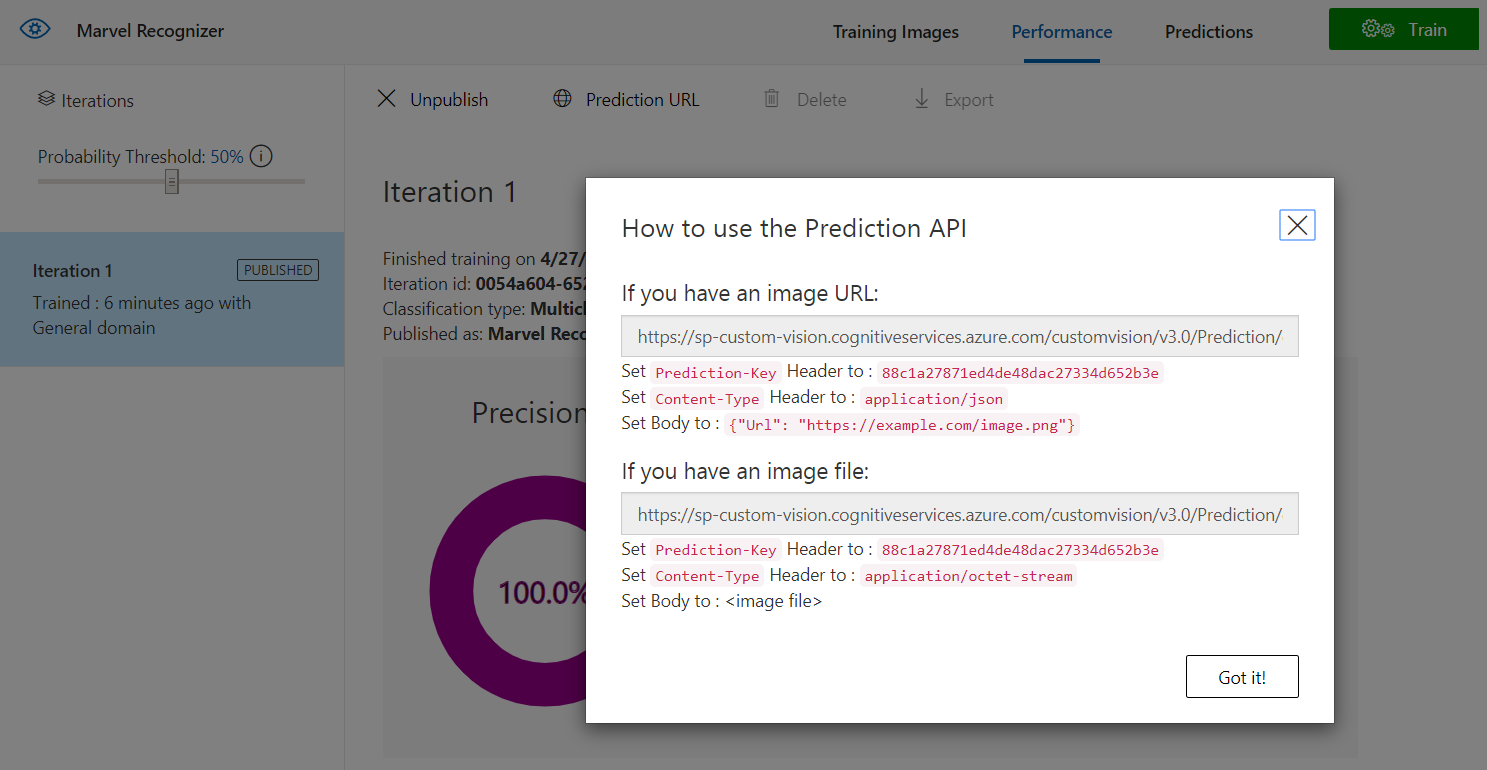 Marvel Recognizer
Training Images
Performance
Predictions
Train
Iterations
Probability Threshold: 50%
Iteration 1
PUBLISHED
Trained : 6 minutes ago with
General domain
Unpublish
Prediction URL
Delete
Export
Iteration 1
Finished training on 4/27/
Iteration id: 0054a604-652
Classification type:
Published as: Marvel Reco
Precision
100.0%
How to use the Prediction API
If you have an image URL:
https://sp-custom-vision.cognitiveservices.azure.com/customvision/v3.0/Prediction/
Set Prediction-Key Header to : 88c1a27871ed4de48dac27334d652b3e
Set Content-Type Header to : application/json
Set Body to : {"Url": "https://example.com/image.png"}
If you have an image file:
https://sp-custom-vision.cognitiveservices.azure.com/customvision/v3.0/Prediction/
Set Prediction-Key Header to : 88c1a27871ed4de48dac27334d652b3e
Set Content-Type Header to : application/octet-stream
Set Body to : <image file>
Got it!